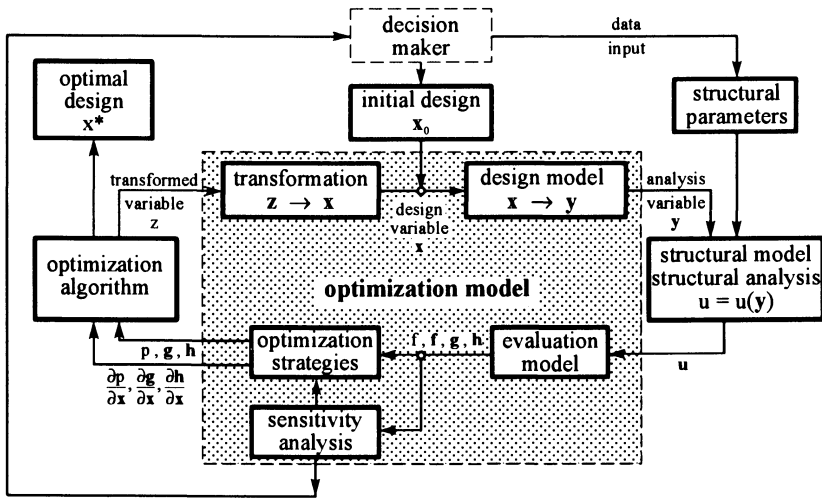 decision
maker
data
input
optimal
design
x*
initial design
x₀
structural
parameters
transformed
variable
z
transformation
z → x
design
variable
x
design model
x → y
analysis
variable
y
optimization
algorithm
optimization model
structural model
structural analysis
u = u(y)
p, g, h
∂p/∂x, ∂g/∂x, ∂h/∂x
optimization
strategies
f, f, g, h
evaluation
model
u
sensitivity
analysis